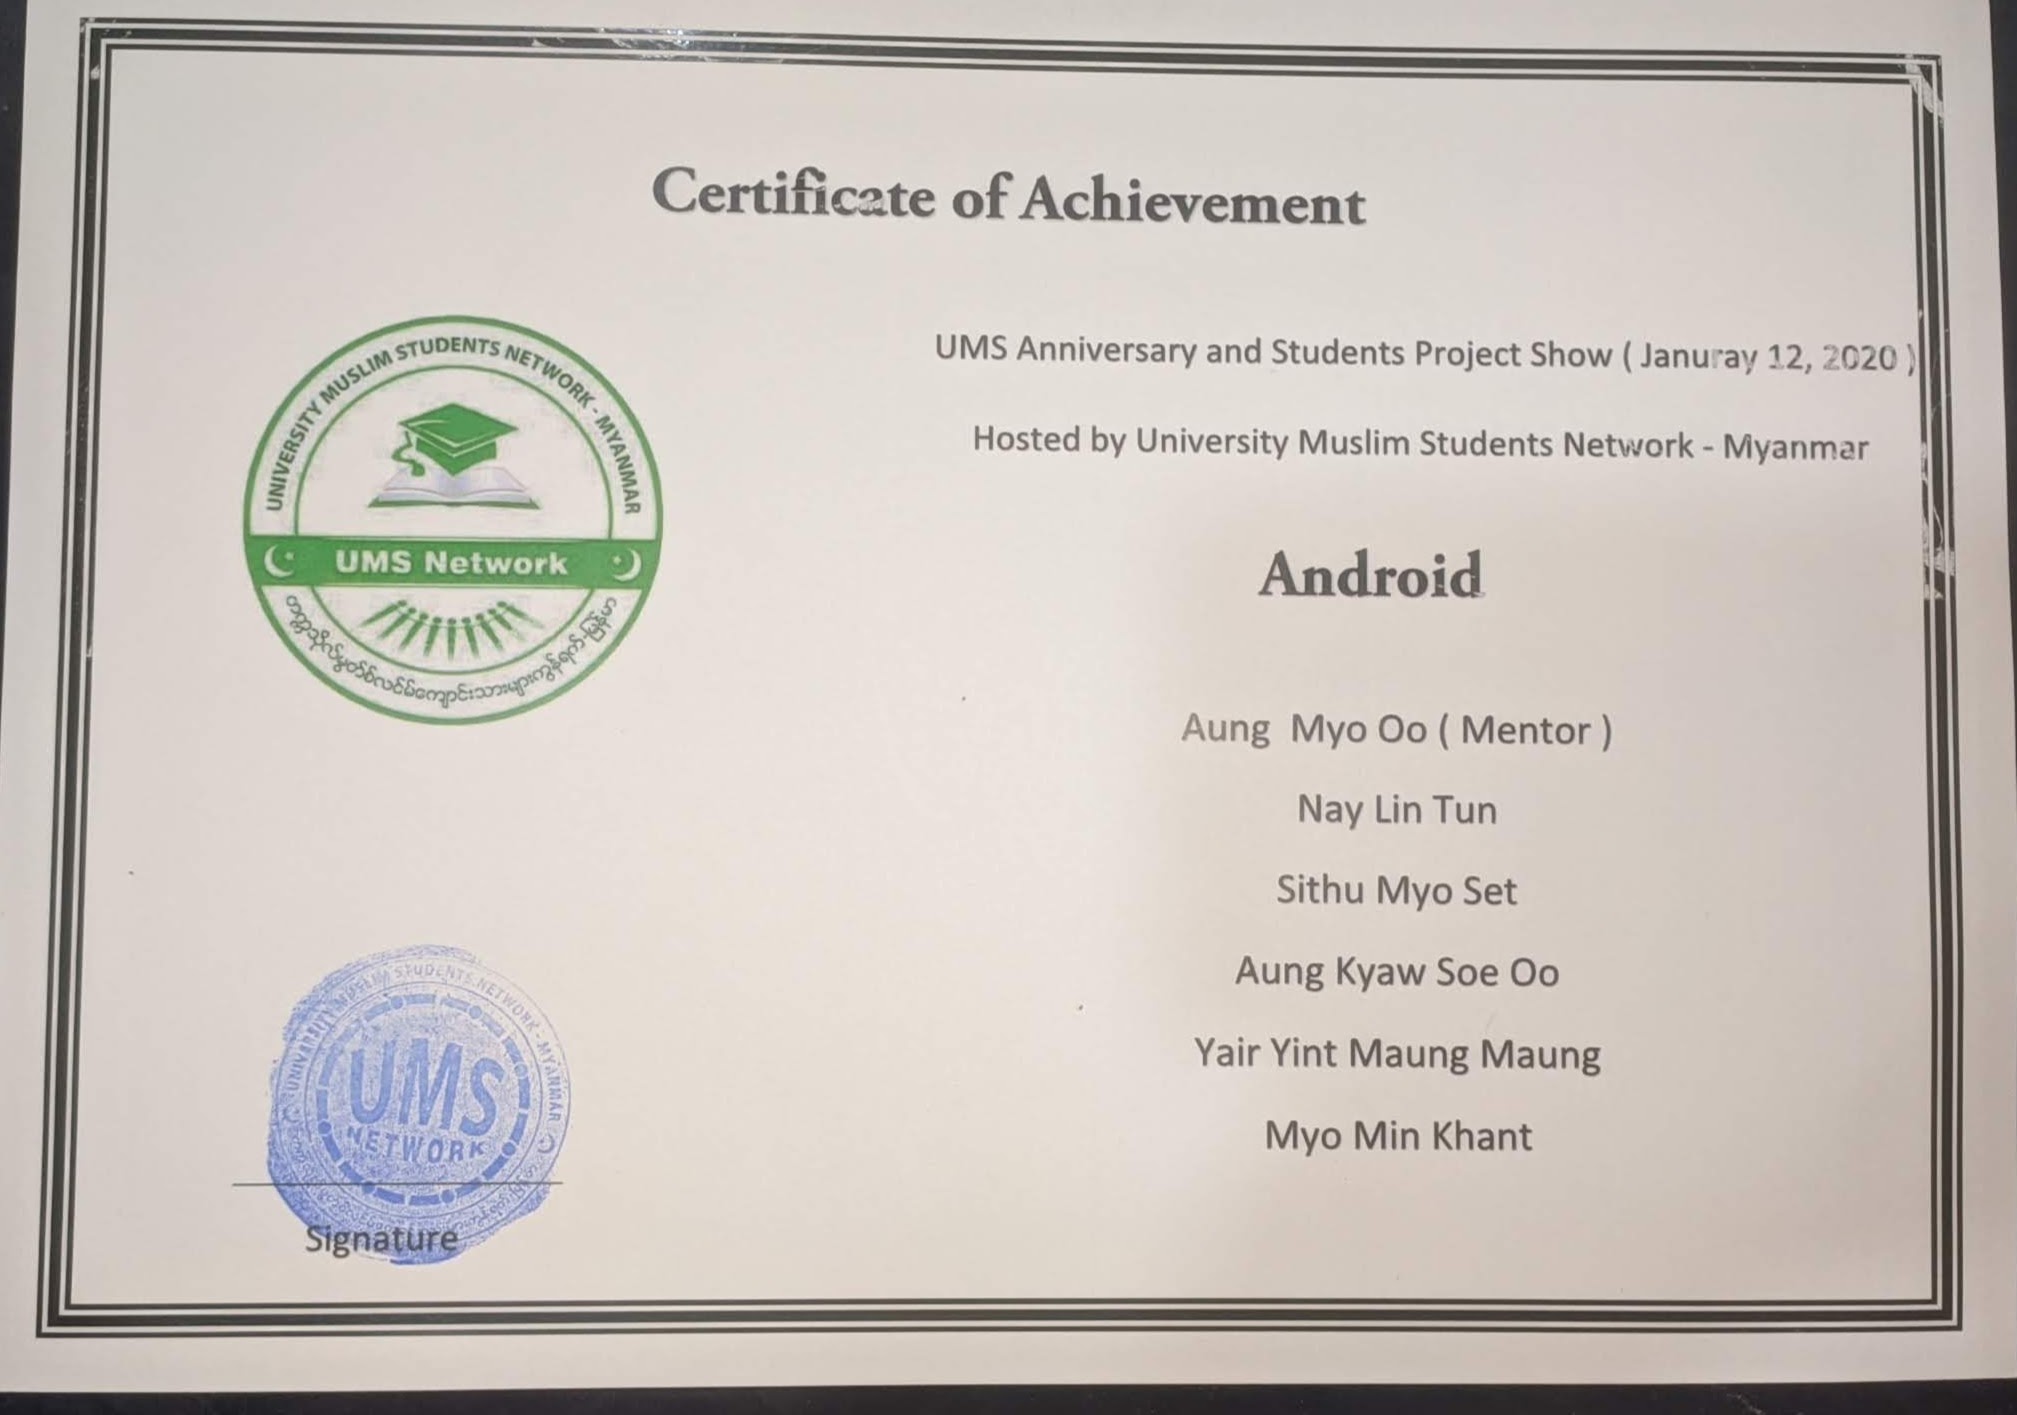 Certificate of Achievement
UNIVERSITY MUSLIM STUDENTS NETWORK - MYANMAR
UMS Network
တက္ကသိုလ်မွတ်စ်လင်မ်ကျောင်းသားများကွန်ရက်-မြန်မာ
UMS Anniversary and Students Project Show ( Januray 12, 2020 )
Hosted by University Muslim Students Network - Myanmar
Android
Aung Myo Oo ( Mentor )
Nay Lin Tun
Sithu Myo Set
Aung Kyaw Soe Oo
Yair Yint Maung Maung
Myo Min Khant
UNIVARSITY MUSLIM STUDENTS NETWORK - MYANMAR
UMS
NETWORK
Signature